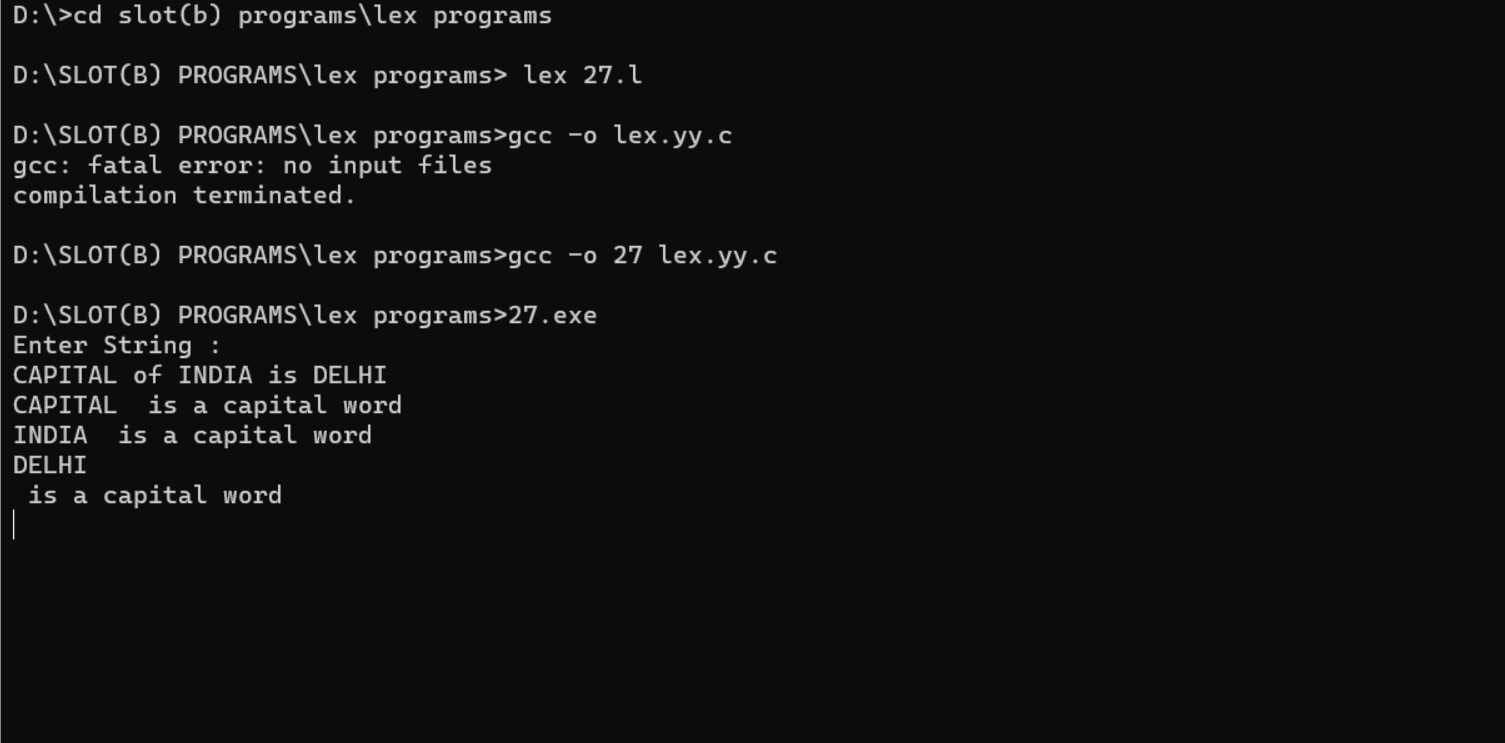 D:\>cd slot(b) programs\lex programs
D:\SLOT(B) PROGRAMS\lex programs> lex 27.l
D:\SLOT(B) PROGRAMS\lex programs>gcc -o lex.yy.c
gcc: fatal error: no input files
compilation terminated.
D:\SLOT(B) PROGRAMS\lex programs>gcc -o 27 lex.yy.c
D:\SLOT(B) PROGRAMS\lex programs>27.exe
Enter String :
CAPITAL of INDIA is DELHI
CAPITAL  is a capital word
INDIA  is a capital word
DELHI
 is a capital word